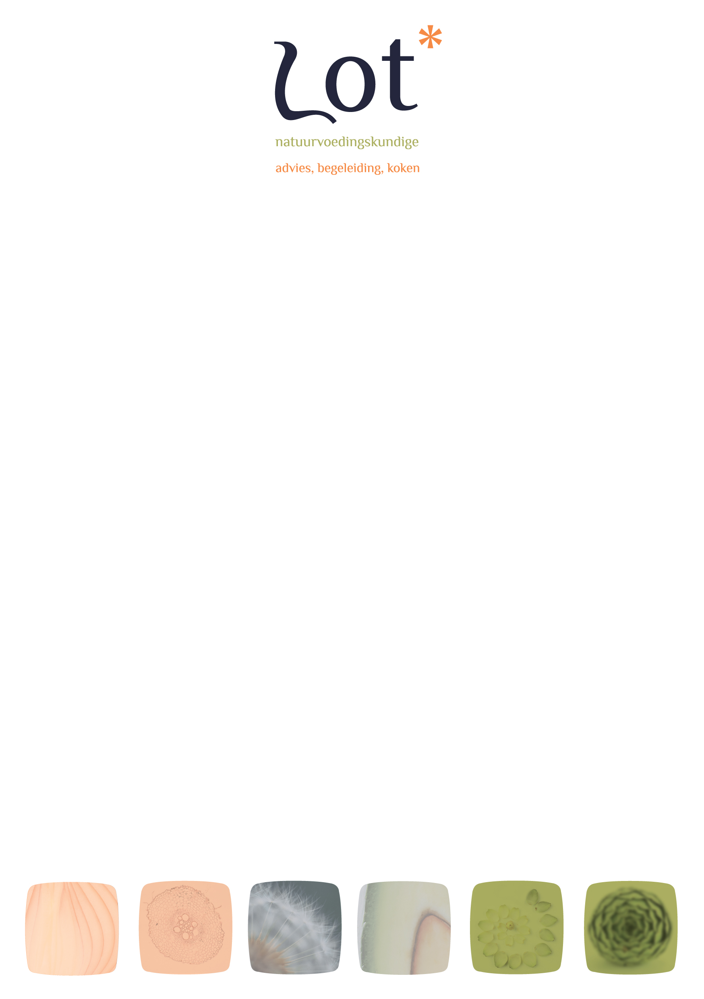 Lot*
natuurvoedingskundige
advies, begeleiding, koken